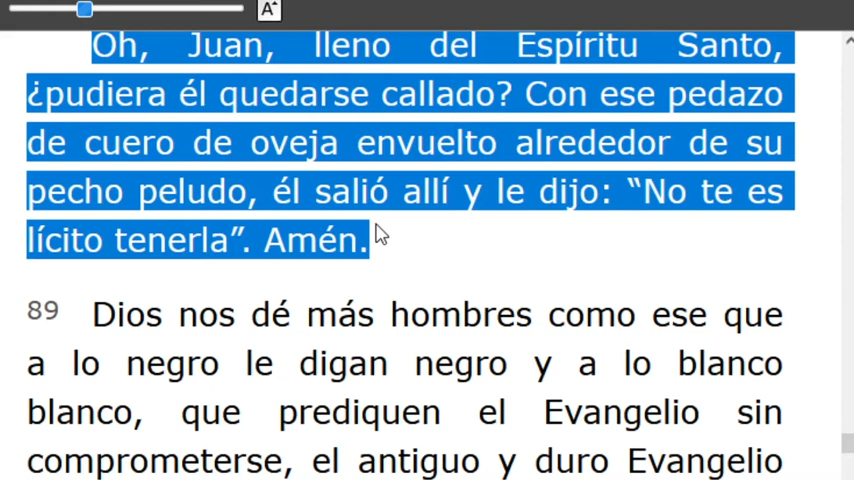 A
Oh, Juan, lleno del Espíritu Santo,
¿pudiera él quedarse callado? Con ese pedazo
de cuero de oveja envuelto alrededor de su
pecho peludo, él salió allí y le dijo: “No te es
lícito tenerla”. Amén.
89 Dios nos dé más hombres como ese que
a lo negro le digan negro y a lo blanco
blanco, que prediquen el Evangelio sin
comprometerse, el antiguo y duro Evangelio